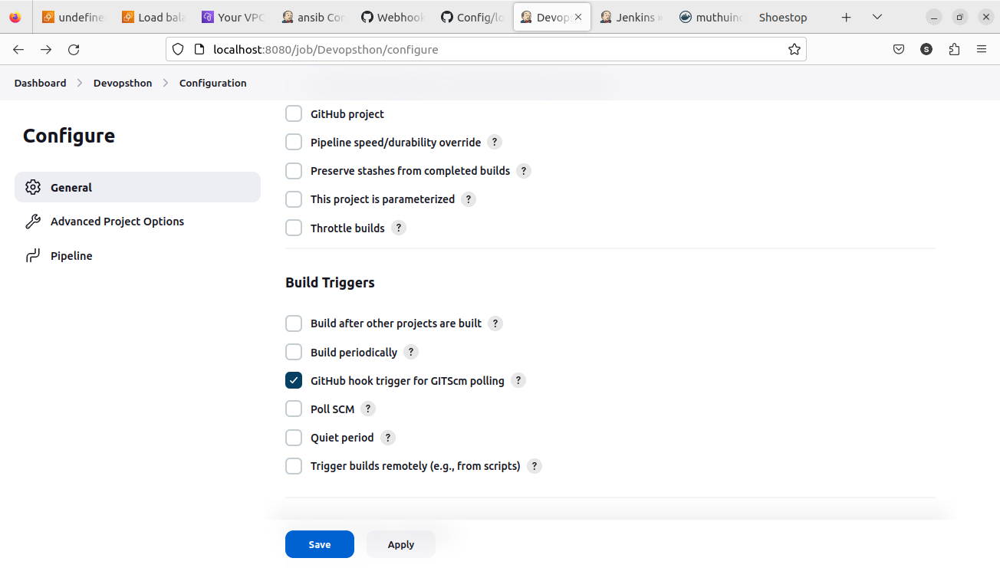 undefine
Load bala
Your VPC
ansib Con
Webhook
Config/lo
Devops
Jenkins »
muthuind
Shoestop
localhost:8080/job/Devopsthon/configure
S
Dashboard > Devopsthon > Configuration
Configure
General
Advanced Project Options
Pipeline
GitHub project
Pipeline speed/durability override ?
Preserve stashes from completed builds ?
This project is parameterized ?
Throttle builds ?
Build Triggers
Build after other projects are built ?
Build periodically ?
GitHub hook trigger for GITScm polling ?
Poll SCM ?
Quiet period ?
Trigger builds remotely (e.g., from scripts) ?
Save
Apply